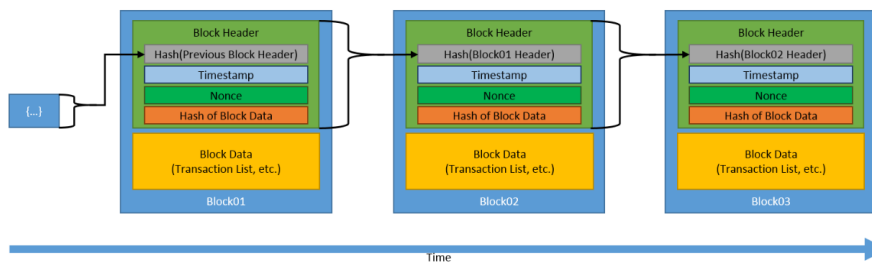 {...}
Block Header
Hash(Previous Block Header)
Timestamp
Nonce
Hash of Block Data
Block Data
(Transaction List, etc.)
Block01
Block Header
Hash(Block01 Header)
Timestamp
Nonce
Hash of Block Data
Block Data
(Transaction List, etc.)
Block02
Block Header
Hash(Block02 Header)
Timestamp
Nonce
Hash of Block Data
Block Data
(Transaction List, etc.)
Block03
Time